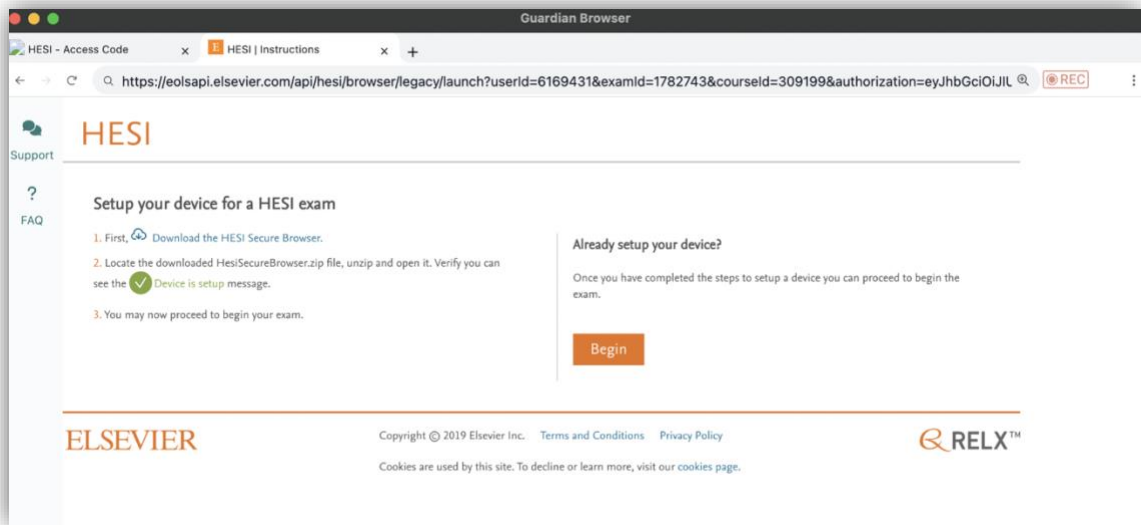 Guardian Browser
HESI - Access Code x
HESI | Instructions x +
https://eolsapi.elsevier.com/api/hesi/browser/legacy/launch?userId=6169431&examId=1782743&courseId=309199&authorization=eyJhbGciOiJIU
REC
Support
?
FAQ
HESI
Setup your device for a HESI exam
1. First, Download the HESI Secure Browser.
2. Locate the downloaded HesiSecureBrowser.zip file, unzip and open it. Verify you can
see the Device is setup message.
3. You may now proceed to begin your exam.
Already setup your device?
Once you have completed the steps to setup a device you can proceed to begin the
exam.
Begin
ELSEVIER
Copyright © 2019 Elsevier Inc. Terms and Conditions Privacy Policy
Cookies are used by this site. To decline or learn more, visit our cookies page.
RELX™